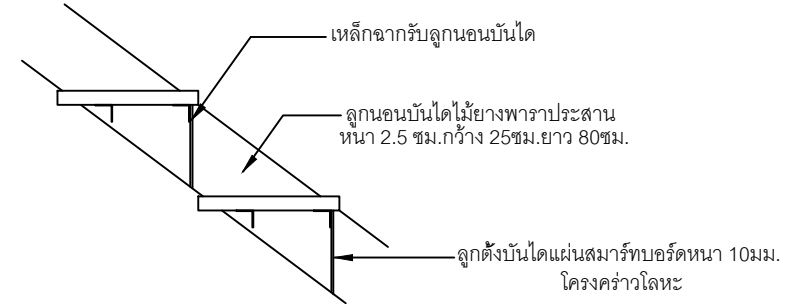 เหล็กฉากรับลูกนอนบันได
ลูกนอนบันไดไม้ยางพาราประสาน
หนา 2.5 ซม.กว้าง 25ซม.ยาว 80ซม.
ลูกตั้งบันไดแผ่นสมาร์ทบอร์ดหนา 10มม.
โครงคร่าวโลหะ